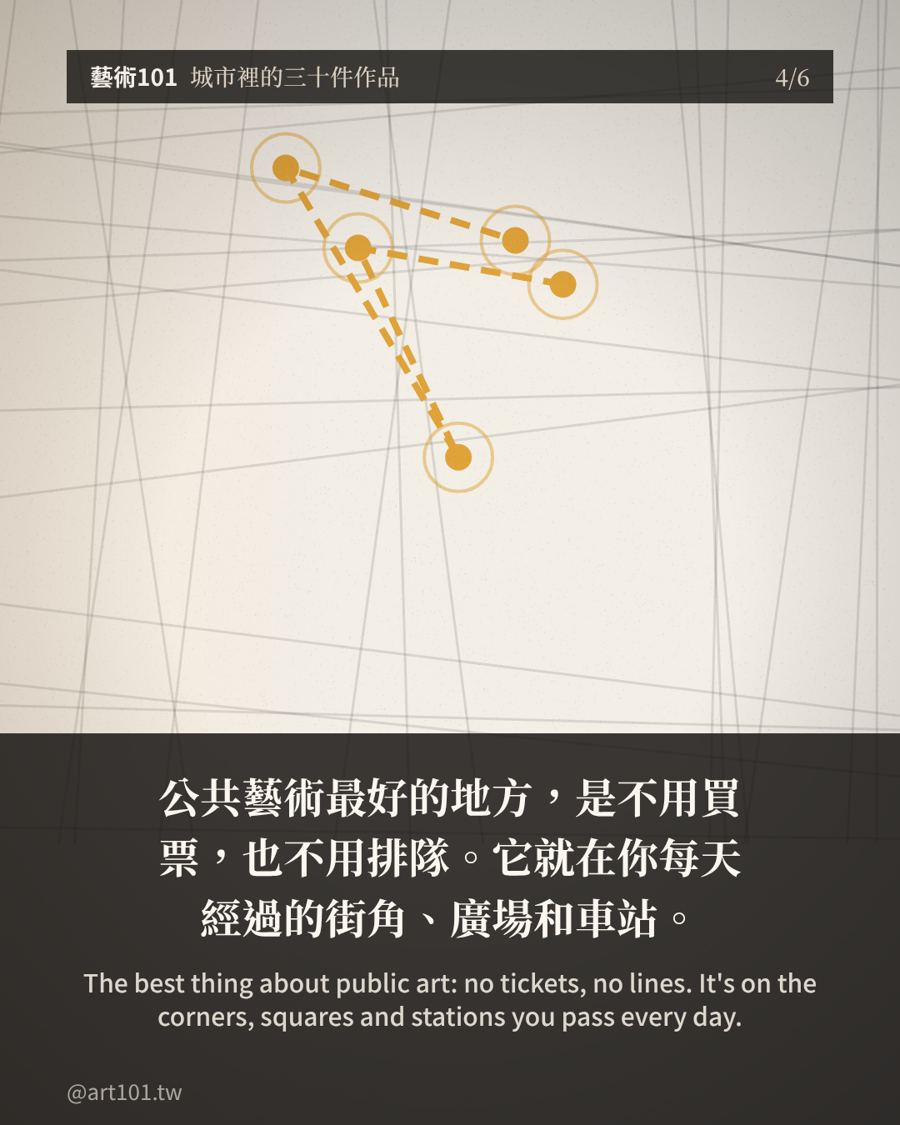 藝術101 城市裡的三十件作品 4/6
公共藝術最好的地方，是不用買
票，也不用排隊。它就在你每天
經過的街角、廣場和車站。
The best thing about public art: no tickets, no lines. It's on the
corners, squares and stations you pass every day.
@art101.tw